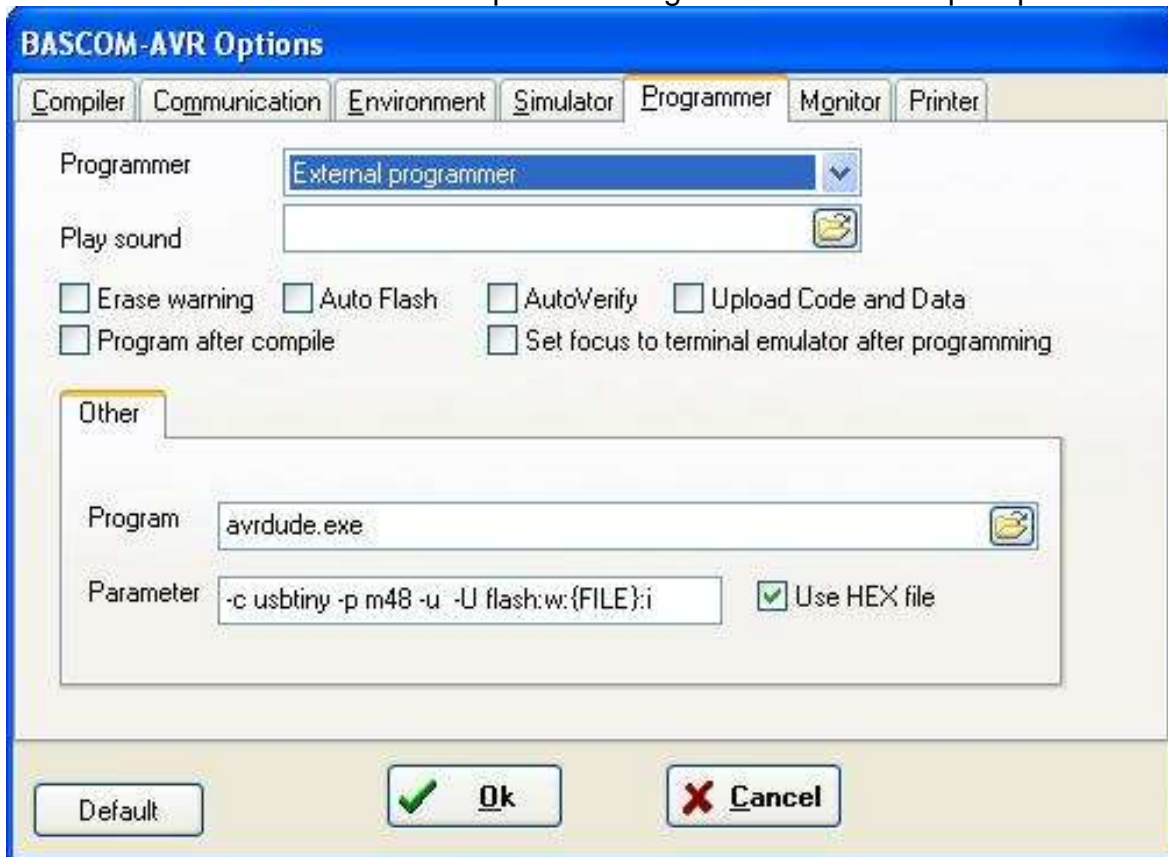 BASCOM-AVR Options
Compiler Communication Environment Simulator Programmer Monitor Printer
Programmer External programmer
Play sound
Erase warning Auto Flash AutoVerify Upload Code and Data
Program after compile Set focus to terminal emulator after programming
Other
Program avrdude.exe
Parameter -c usbtiny -p m48 -u -U flash:w:{FILE}:i Use HEX file
Default Ok Cancel